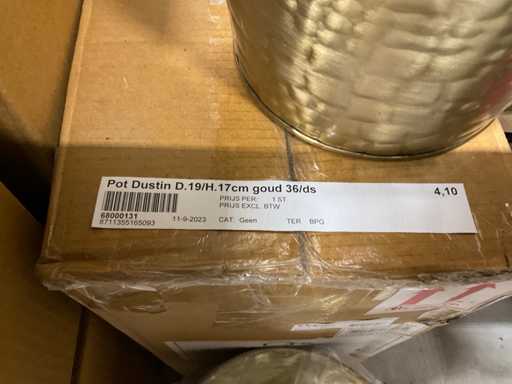 Pot Dustin D.19/H.17cm goud 36/ds
4,10
PRIJS PER: 1 ST
PRIJS EXCL. BTW
68000131
8711355165093 11-9-2023 CAT. Geen TER. BPG